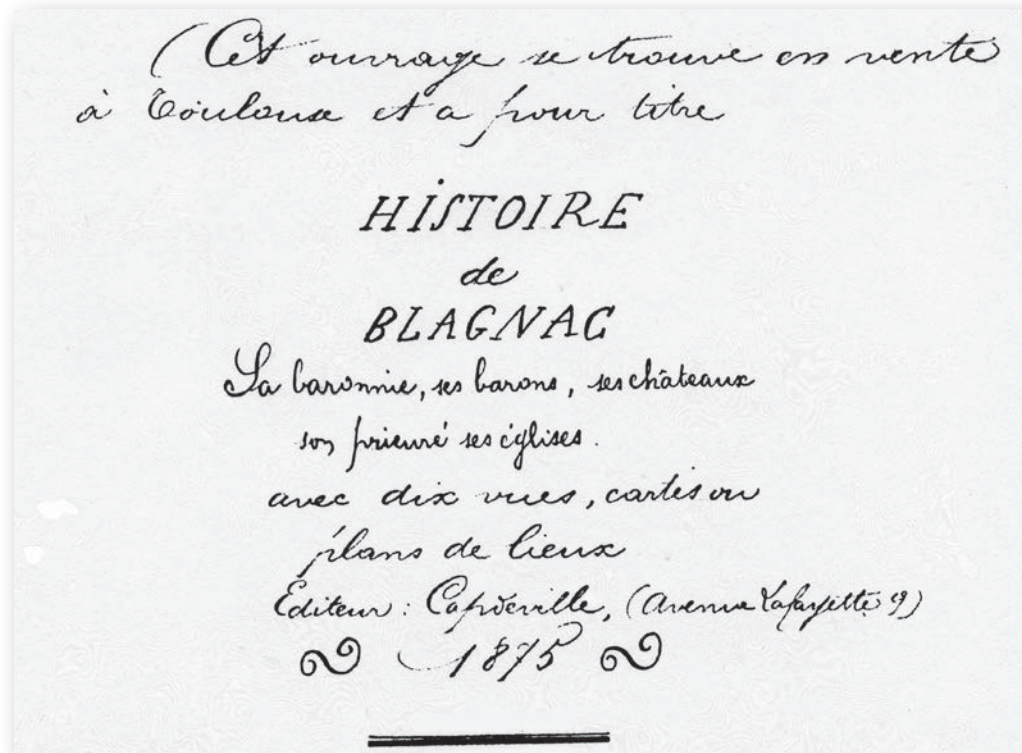 (Cet ouvrage se trouve en vente
à Toulouse et a pour titre
HISTOIRE
de
BLAGNAC
Sa baronnie, ses barons, ses châteaux
son prieuré ses églises.
avec dix vues, cartes ou
plans de lieux
Éditeur : Capdeville, (Avenue Lafayette 9)
1875